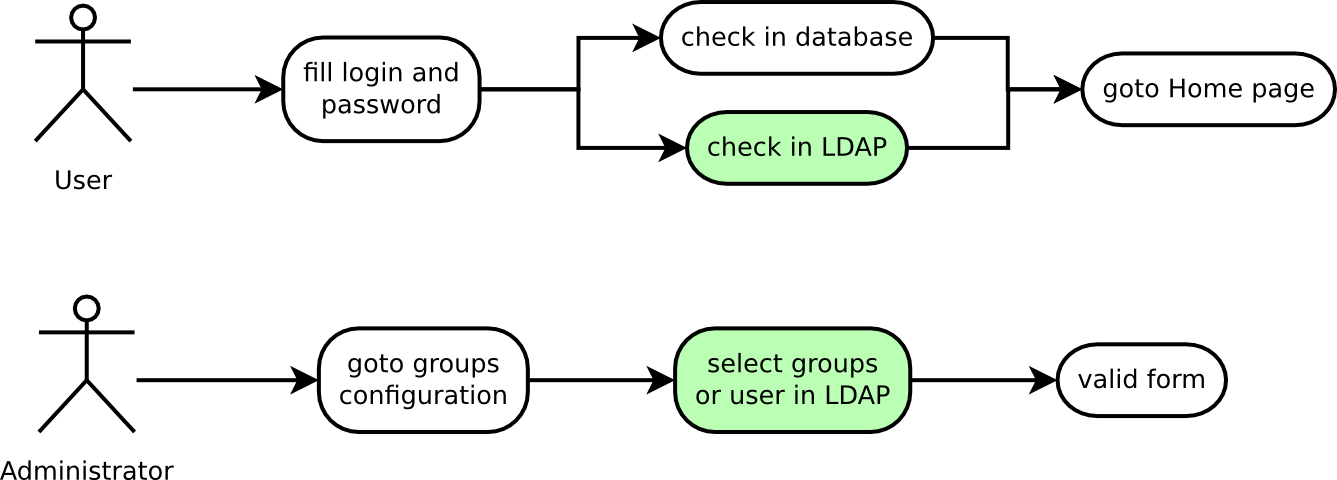 fill login and
password
check in database
check in LDAP
goto Home page
User
goto groups
configuration
select groups
or user in LDAP
valid form
Administrator